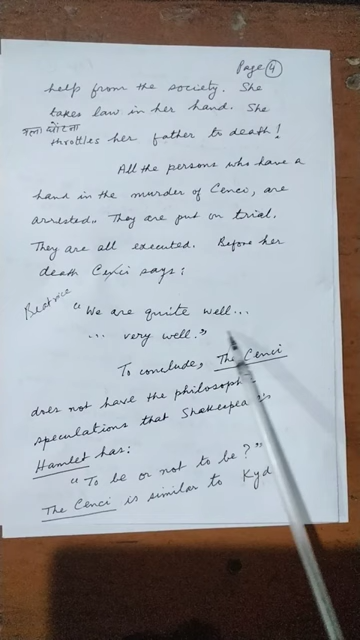 Page 4
help from the society. She
takes law in her hand. She
गला घोंटना
throttles her father to death!
All the persons who have a
hand in the murder of Cenci, are
arrested. They are put on trial.
They are all executed. Before her
death Cenci says:
Beatrice
"We are quite well...
... very well."
To conclude, The Cenci
does not have the
speculations that
Hamlet has:
"To be or not to be?"
The Cenci is similar to Kyd